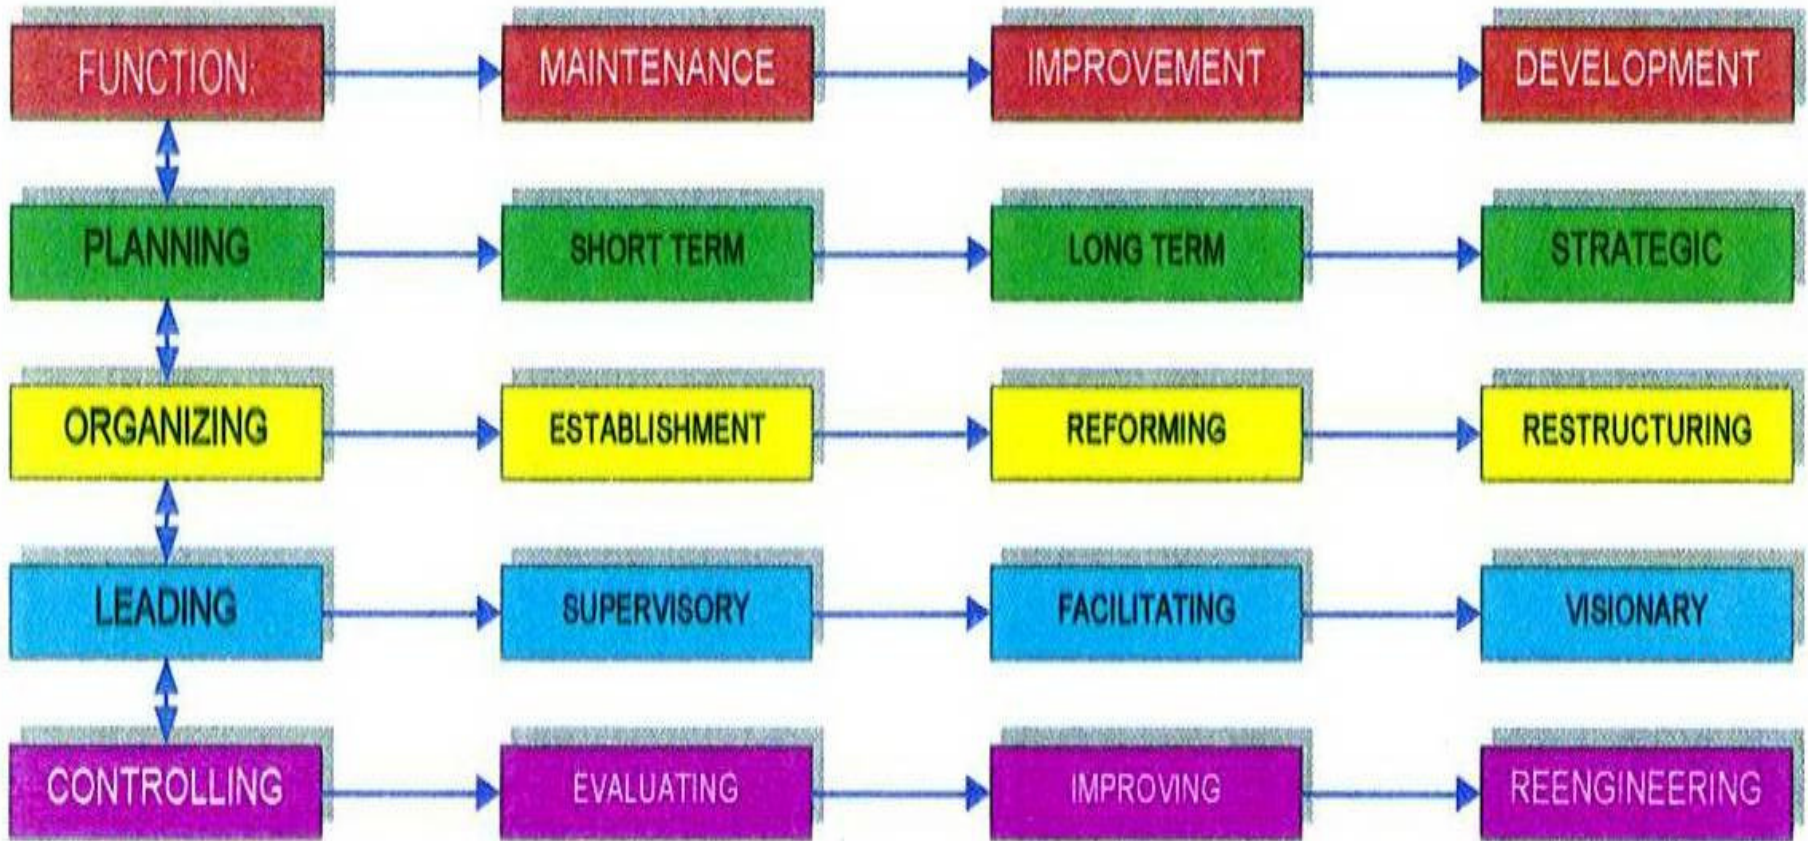 FUNCTION:
MAINTENANCE
IMPROVEMENT
DEVELOPMENT
PLANNING
SHORT TERM
LONG TERM
STRATEGIC
ORGANIZING
ESTABLISHMENT
REFORMING
RESTRUCTURING
LEADING
SUPERVISORY
FACILITATING
VISIONARY
CONTROLLING
EVALUATING
IMPROVING
REENGINEERING